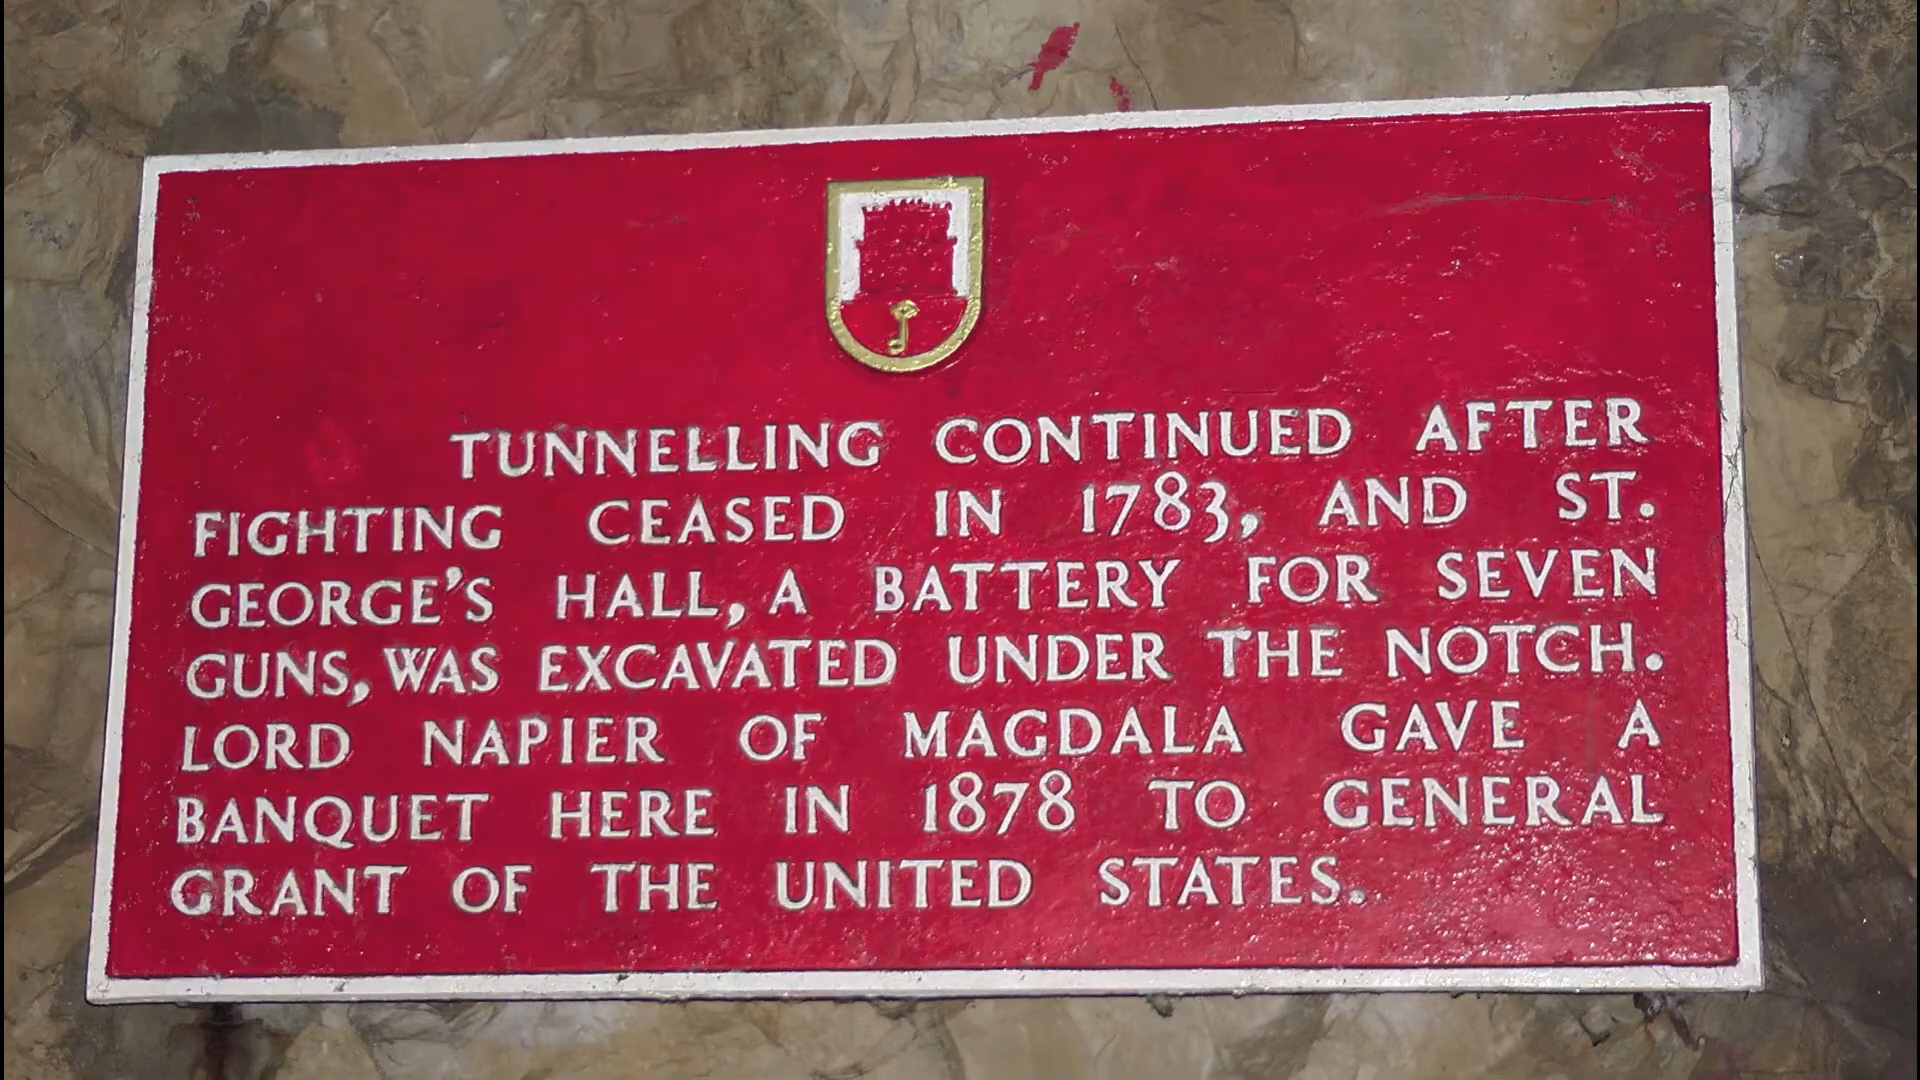 TUNNELLING CONTINUED AFTER
FIGHTING CEASED IN 1783, AND ST.
GEORGE'S HALL, A BATTERY FOR SEVEN
GUNS, WAS EXCAVATED UNDER THE NOTCH.
LORD NAPIER OF MAGDALA GAVE A
BANQUET HERE IN 1878 TO GENERAL
GRANT OF THE UNITED STATES.